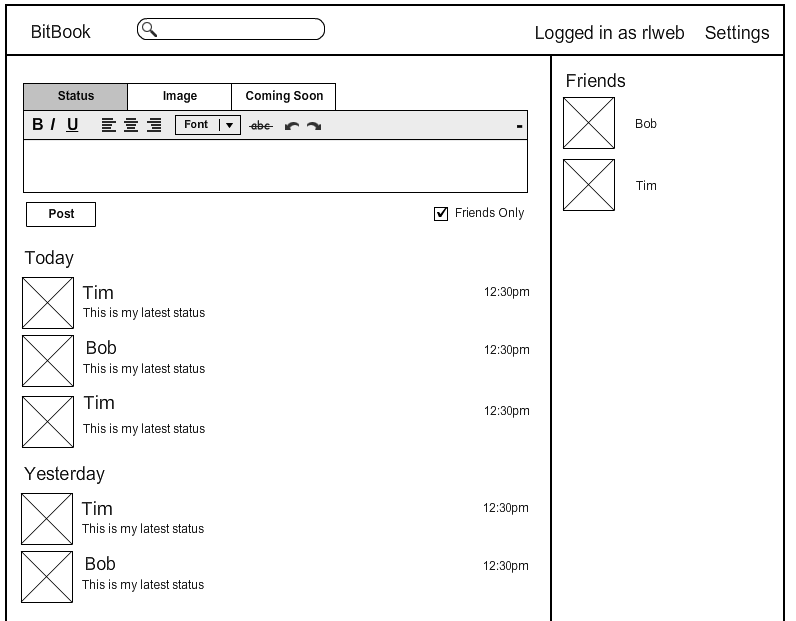 BitBook
Logged in as rlweb Settings
Status Image Coming Soon
B I U Font abc
Post
Friends Only
Today
Tim
12:30pm
This is my latest status
Bob
12:30pm
This is my latest status
Tim
12:30pm
This is my latest status
Yesterday
Tim
12:30pm
This is my latest status
Bob
12:30pm
This is my latest status
Friends
Bob
Tim